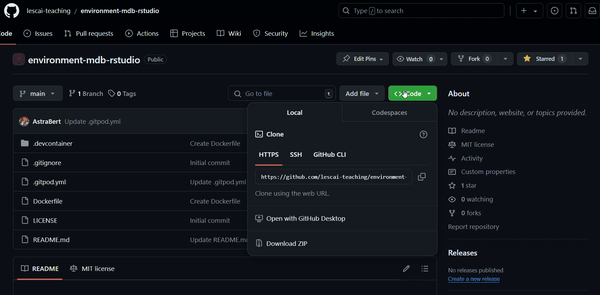 lescai-teaching / environment-mdb-rstudio
Type / to search
Code Issues Pull requests Actions Projects Wiki Security Insights
environment-mdb-rstudio Public
Edit Pins Watch 0 Fork 0 Starred 1
main 1 Branch 0 Tags Go to file t Add file Code
AstraBert Update .gitpod.yml
.devcontainer Create Dockerfile
.gitignore Initial commit
.gitpod.yml Update .gitpod.yml
Dockerfile Create Dockerfile
LICENSE Initial commit
README.md Update README.md
README MIT license
Local Codespaces
Clone
HTTPS SSH GitHub CLI
https://github.com/lescai-teaching/environment-
Clone using the web URL.
Open with GitHub Desktop
Download ZIP
About
No description, website, or topics provided.
Readme
MIT license
Activity
Custom properties
1 star
0 watching
0 forks
Report repository
Releases
No releases published
Create a new release